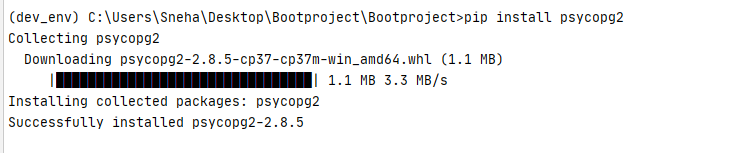 (dev_env) C:\Users\Sneha\Desktop\Bootproject\Bootproject>pip install psycopg2
Collecting psycopg2
  Downloading psycopg2-2.8.5-cp37-cp37m-win_amd64.whl (1.1 MB)
     |████████████████████████████████| 1.1 MB 3.3 MB/s
Installing collected packages: psycopg2
Successfully installed psycopg2-2.8.5